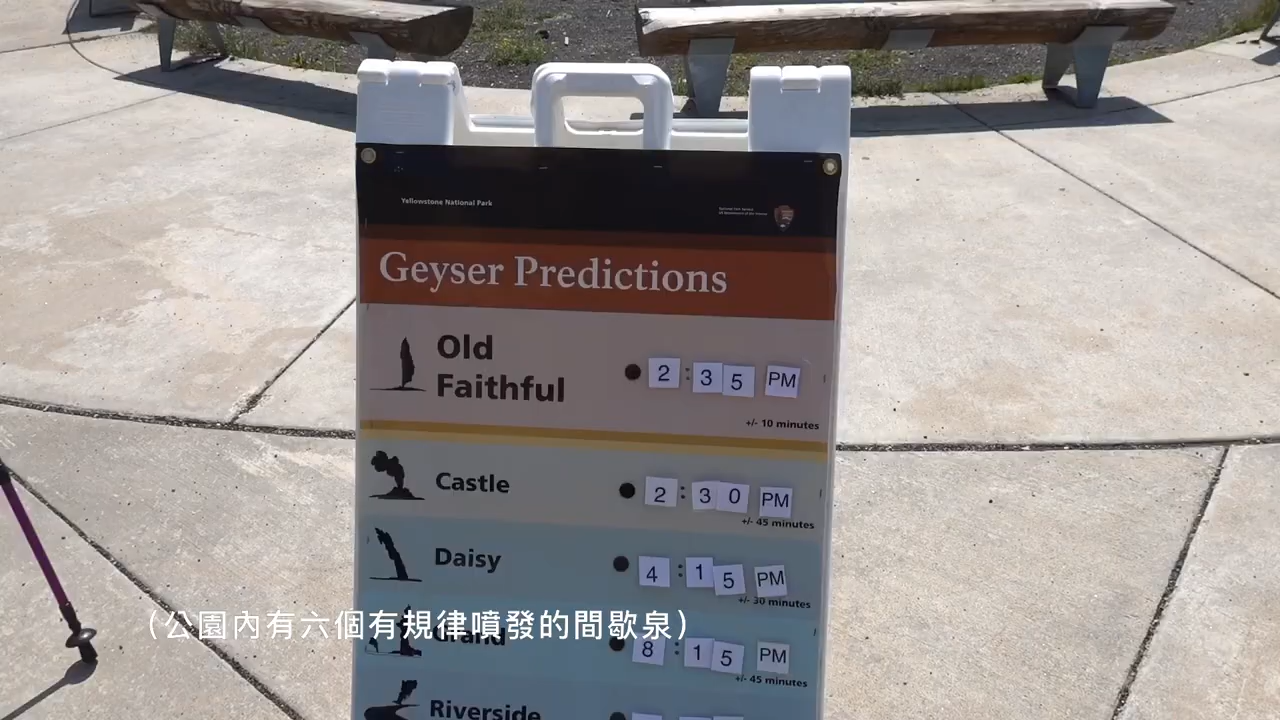 Yellowstone National Park
Geyser Predictions
Old
Faithful
2:35 PM
+/- 10 minutes
Castle
2:30 PM
+/- 45 minutes
Daisy
4:15 PM
+/- 30 minutes
（公園內有六個有規律噴發的間歇泉）
Grand
8:15 PM
+/- 45 minutes
Riverside